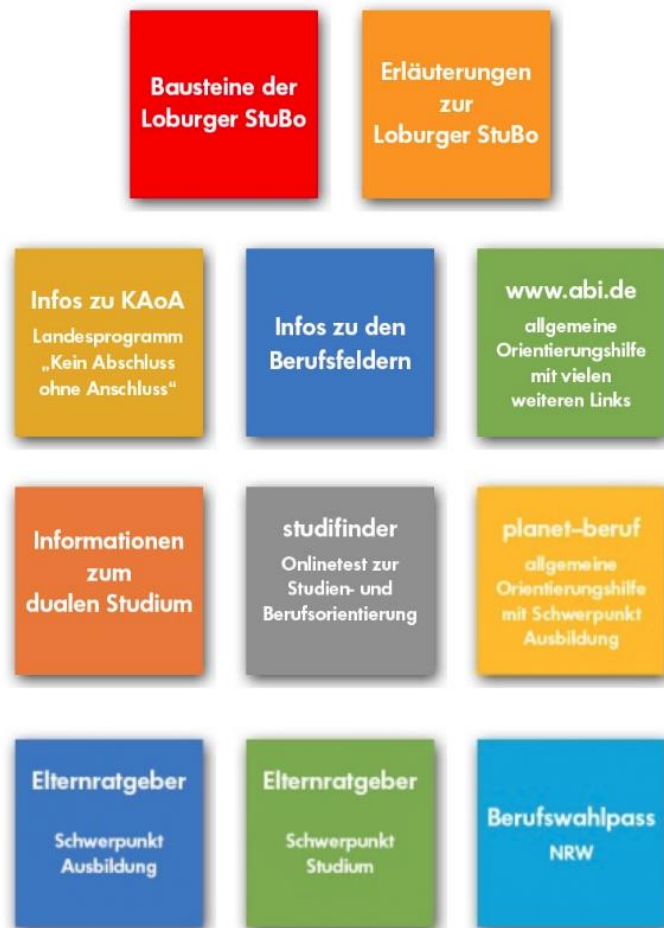 Bausteine der
Loburger StuBo
Erläuterungen
zur
Loburger StuBo
Infos zu KAoA
Landesprogramm
„Kein Abschluss
ohne Anschluss“
Infos zu den
Berufsfeldern
www.abi.de
allgemeine
Orientierungshilfe
mit vielen
weiteren Links
Informationen
zum
dualen Studium
studifinder
Onlinetest zur
Studien- und
Berufsorientierung
planet–beruf
allgemeine
Orientierungshilfe
mit Schwerpunkt
Ausbildung
Elternratgeber
Schwerpunkt
Ausbildung
Elternratgeber
Schwerpunkt
Studium
Berufswahlpass
NRW